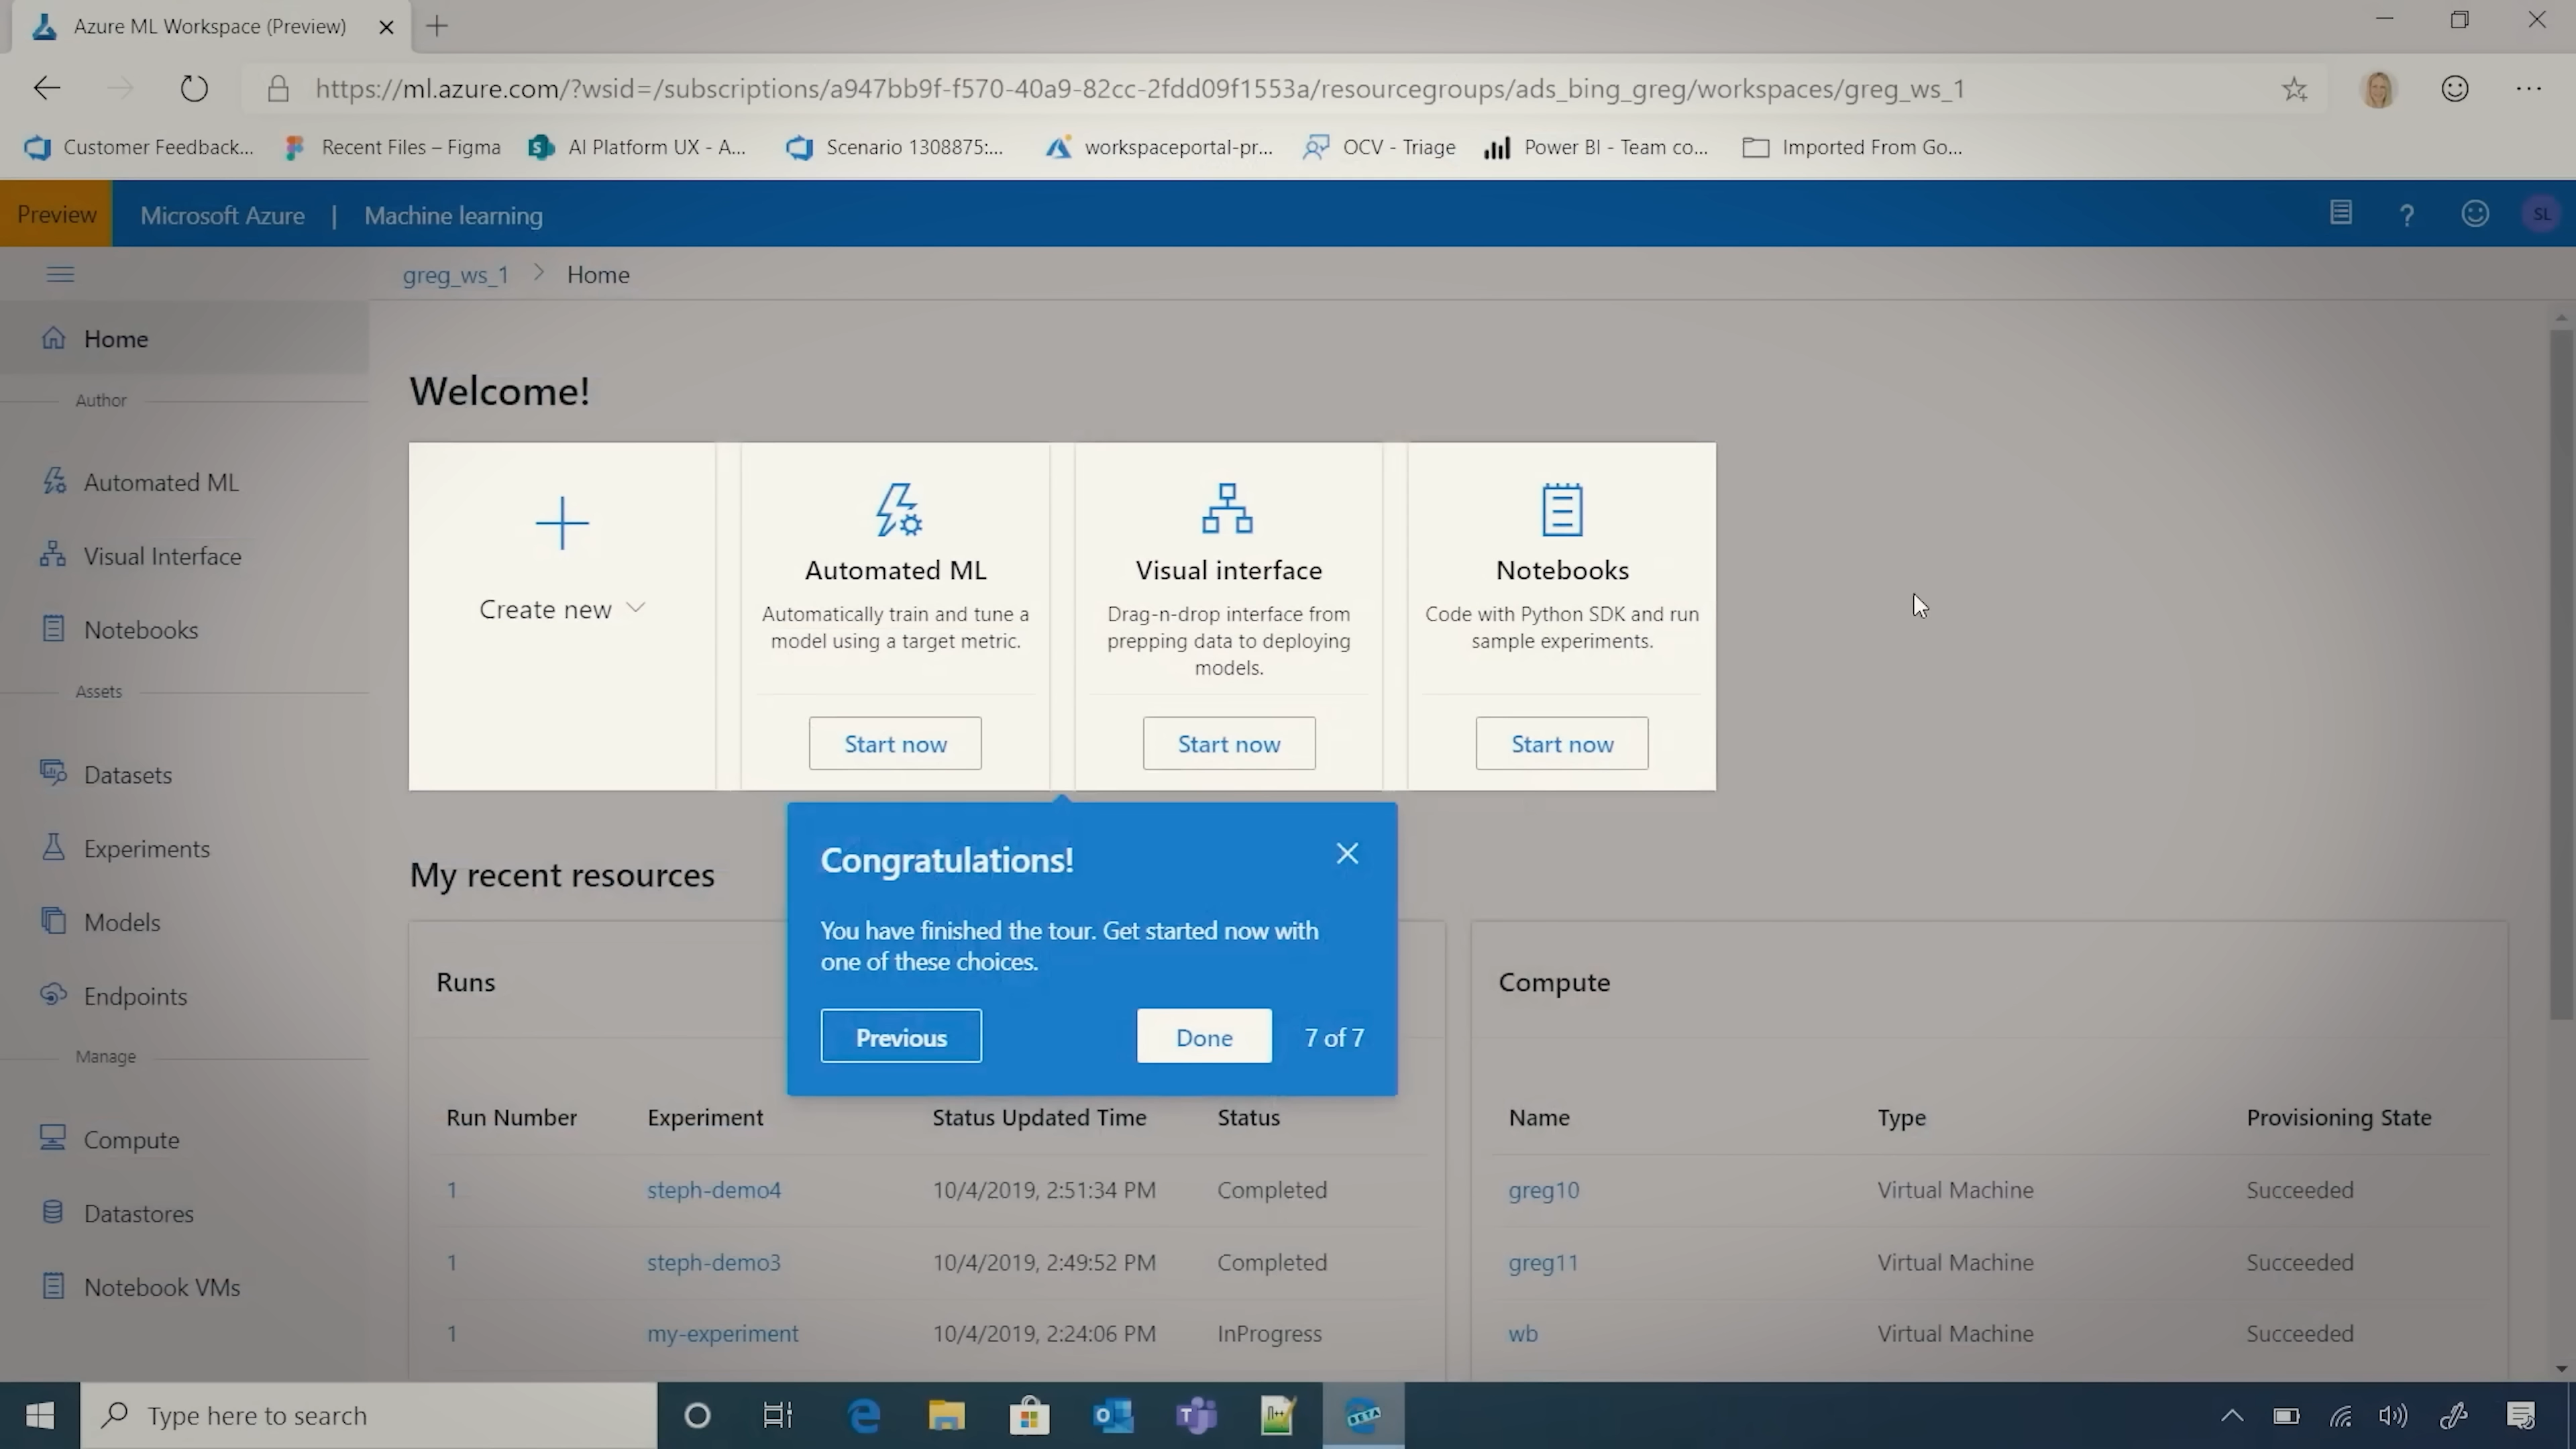 Azure ML Workspace (Preview)
https://ml.azure.com/?wsid=/subscriptions/a947bb9f-f570-40a9-82cc-2fdd09f1553a/resourcegroups/ads_bing_greg/workspaces/greg_ws_1
Customer Feedback... Recent Files – Figma AI Platform UX - A... Scenario 1308875:... workspaceportal-pr... OCV - Triage Power BI - Team co... Imported From Go...
Preview Microsoft Azure | Machine learning ? SL
greg_ws_1 > Home
Home
Author
Automated ML
Visual Interface
Notebooks
Assets
Datasets
Experiments
Models
Endpoints
Manage
Compute
Datastores
Notebook VMs
Welcome!
Create new
Automated ML
Automatically train and tune a
model using a target metric.
Start now
Visual interface
Drag-n-drop interface from
prepping data to deploying
models.
Start now
Notebooks
Code with Python SDK and run
sample experiments.
Start now
Congratulations!
You have finished the tour. Get started now with
one of these choices.
Previous Done 7 of 7
My recent resources
Runs
Run Number Experiment Status Updated Time Status
1 steph-demo4 10/4/2019, 2:51:34 PM Completed
1 steph-demo3 10/4/2019, 2:49:52 PM Completed
1 my-experiment 10/4/2019, 2:24:06 PM InProgress
Compute
Name Type Provisioning State
greg10 Virtual Machine Succeeded
greg11 Virtual Machine Succeeded
wb Virtual Machine Succeeded
Type here to search
BETA